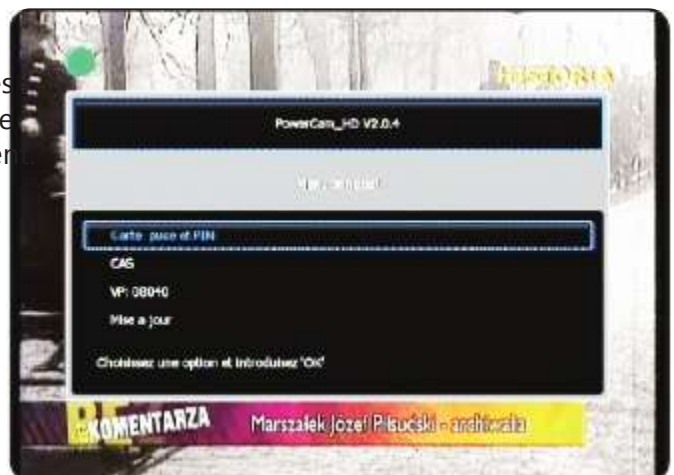 HISTORIA
PowerCam_HD V2.0.4
Carte puce et PIN
CAS
VP: 08040
Mise a jour
Choisissez une option et introduisez 'OK'
KOMENTARZA
Marszałek Józef Piłsudski - archiwalia